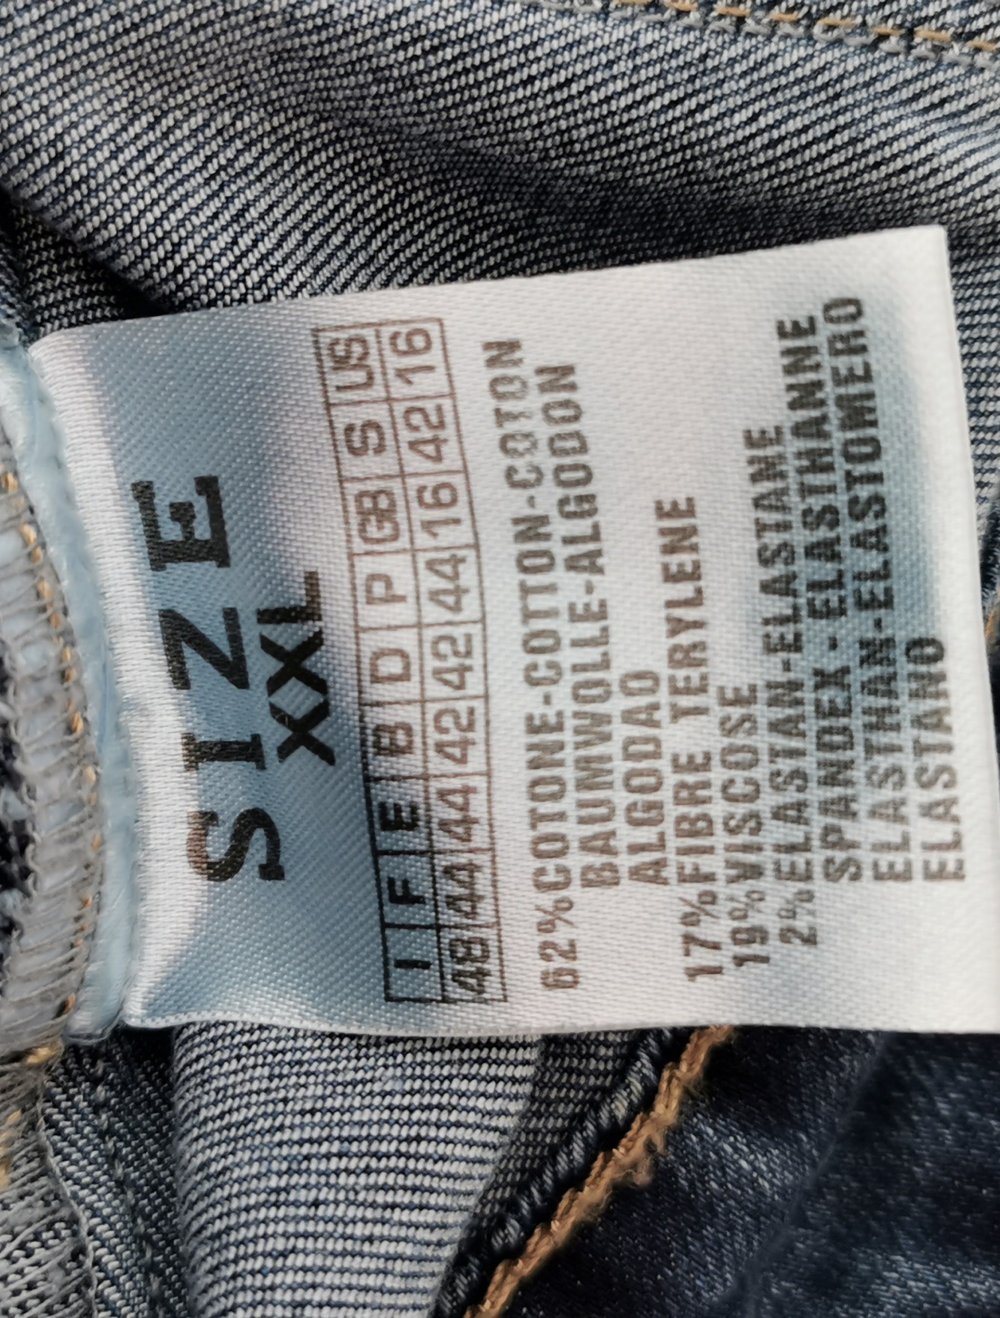 SIZE
XXL
I F E B D P GB S US
48 44 44 42 42 44 16 42 16
62%COTONE-COTTON-COTON
BAUMWOLLE-ALGODON
ALGODAO
17%FIBRE TERYLENE
19%VISCOSE
2%ELASTAN-ELASTANE
SPANDEX-ELASTHANNE
ELASTHAN-ELASTOMERO
ELASTANO